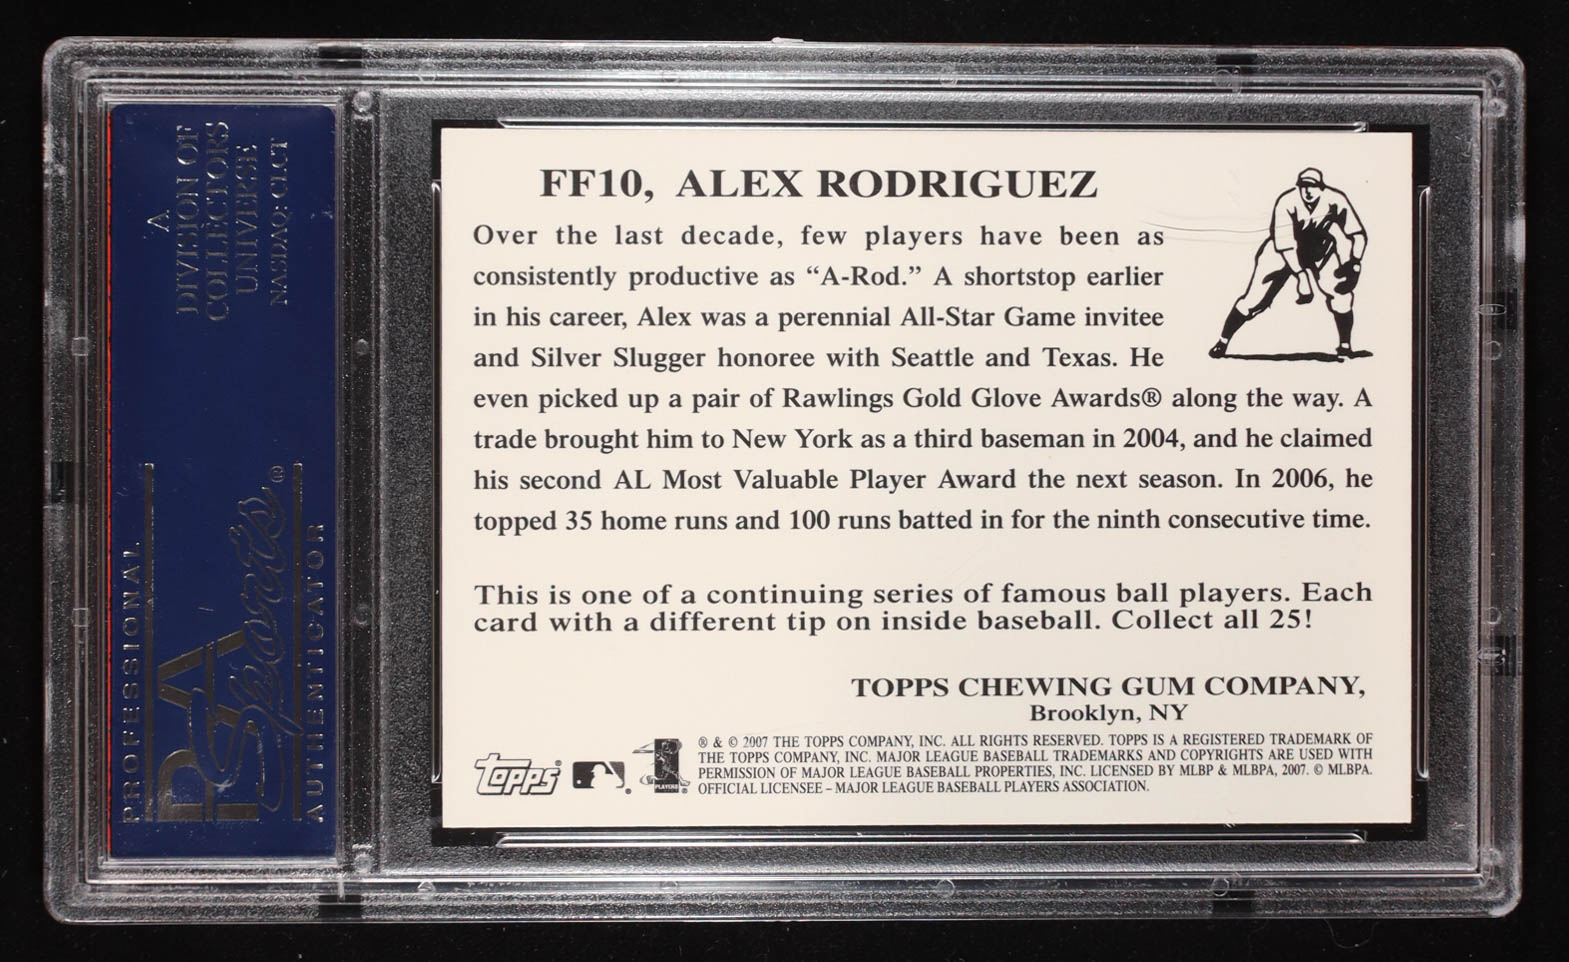 A
DIVISION OF
COLLECTORS
UNIVERSE
NASDAQ: CLCT
PROFESSIONAL
PSA
Sports®
AUTHENTICATOR
FF10, ALEX RODRIGUEZ
Over the last decade, few players have been as
consistently productive as “A-Rod.” A shortstop earlier
in his career, Alex was a perennial All-Star Game invitee
and Silver Slugger honoree with Seattle and Texas. He
even picked up a pair of Rawlings Gold Glove Awards® along the way. A
trade brought him to New York as a third baseman in 2004, and he claimed
his second AL Most Valuable Player Award the next season. In 2006, he
topped 35 home runs and 100 runs batted in for the ninth consecutive time.
This is one of a continuing series of famous ball players. Each
card with a different tip on inside baseball. Collect all 25!
TOPPS CHEWING GUM COMPANY,
Brooklyn, NY
topps®
PLAYERS
® & © 2007 THE TOPPS COMPANY, INC. ALL RIGHTS RESERVED. TOPPS IS A REGISTERED TRADEMARK OF
THE TOPPS COMPANY, INC. MAJOR LEAGUE BASEBALL TRADEMARKS AND COPYRIGHTS ARE USED WITH
PERMISSION OF MAJOR LEAGUE BASEBALL PROPERTIES, INC. LICENSED BY MLBP & MLBPA, 2007. © MLBPA.
OFFICIAL LICENSEE – MAJOR LEAGUE BASEBALL PLAYERS ASSOCIATION.